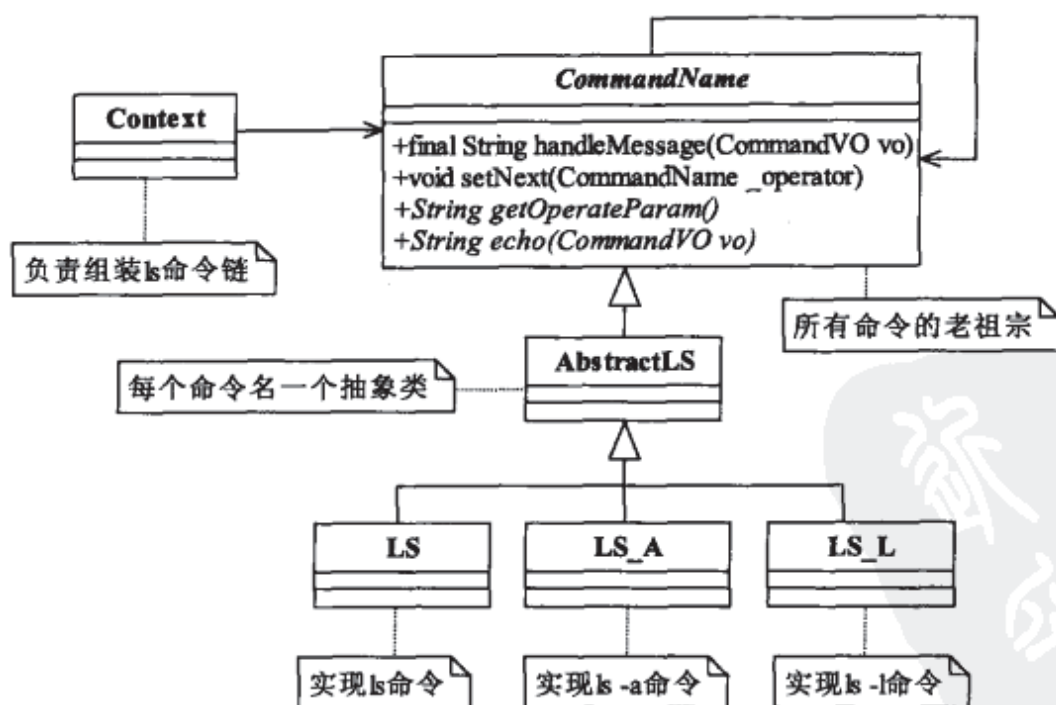 CommandName
Context
+final String handleMessage(CommandVO vo)
+void setNext(CommandName _operator)
+String getOperateParam()
+String echo(CommandVO vo)
负责组装ls命令链
所有命令的老祖宗
AbstractLS
每个命令名一个抽象类
LS
LS_A
LS_L
实现ls命令
实现ls -a命令
实现ls -l命令